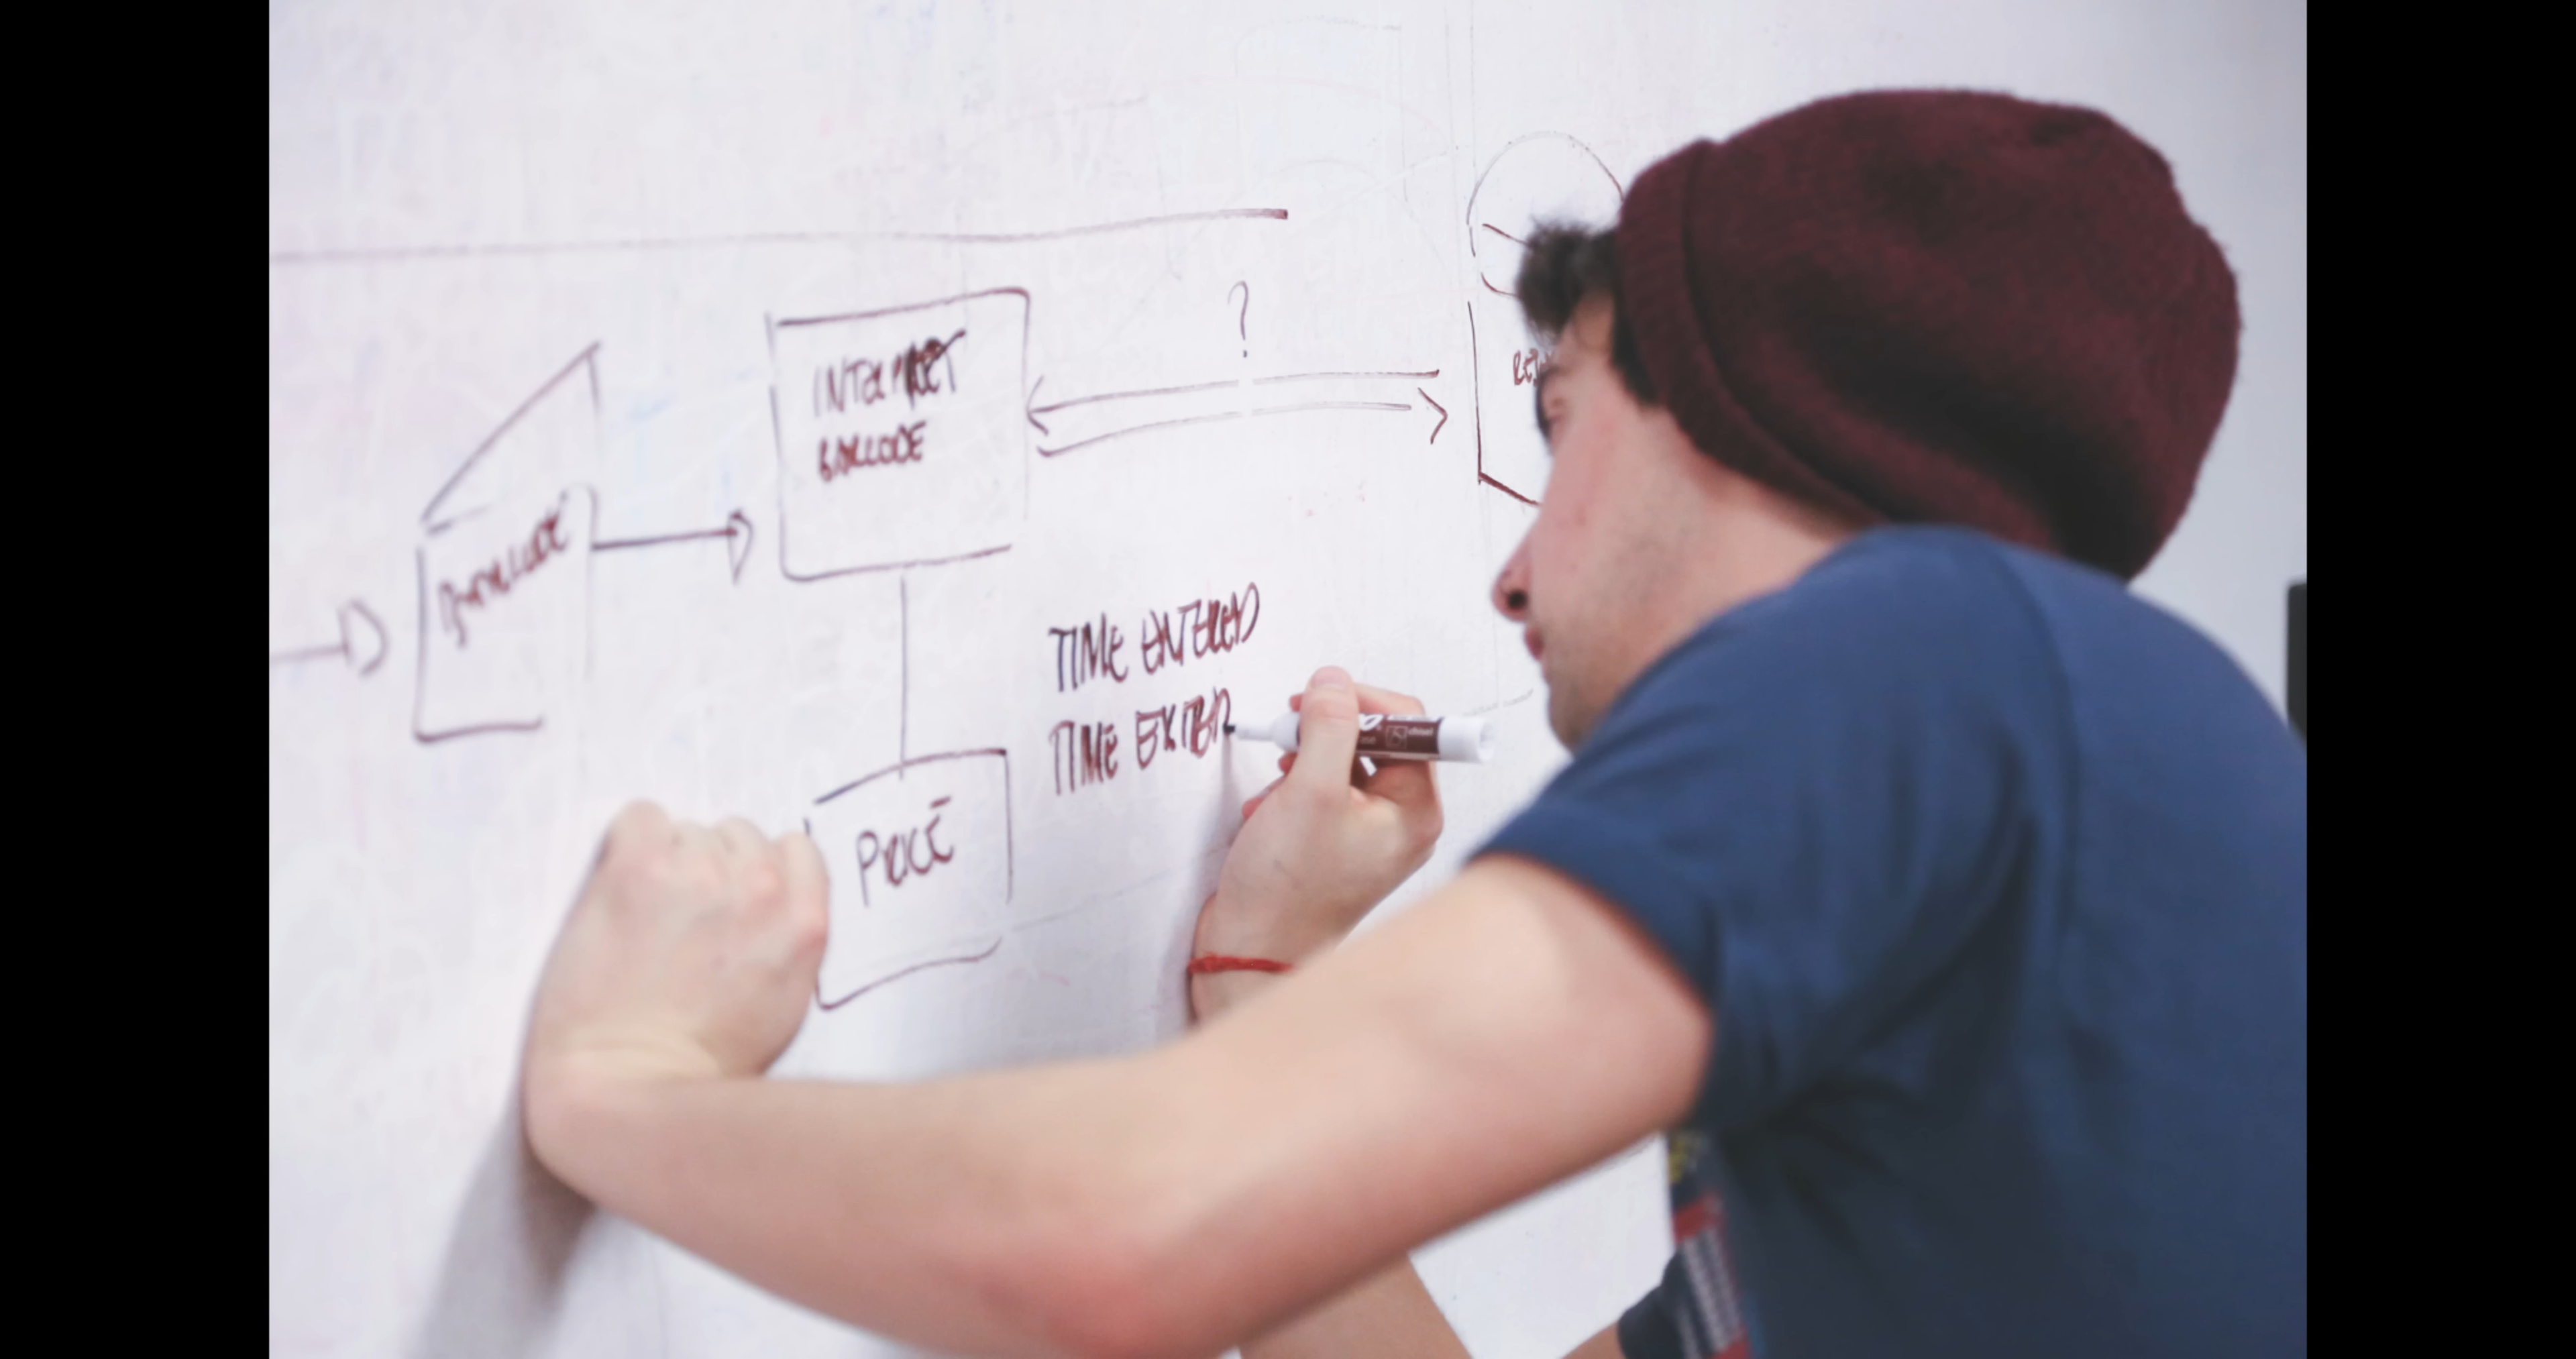 ?
INTERPRET
BARCODE
BARCODE
TIME ENTERED
TIME EXITED
PRICE